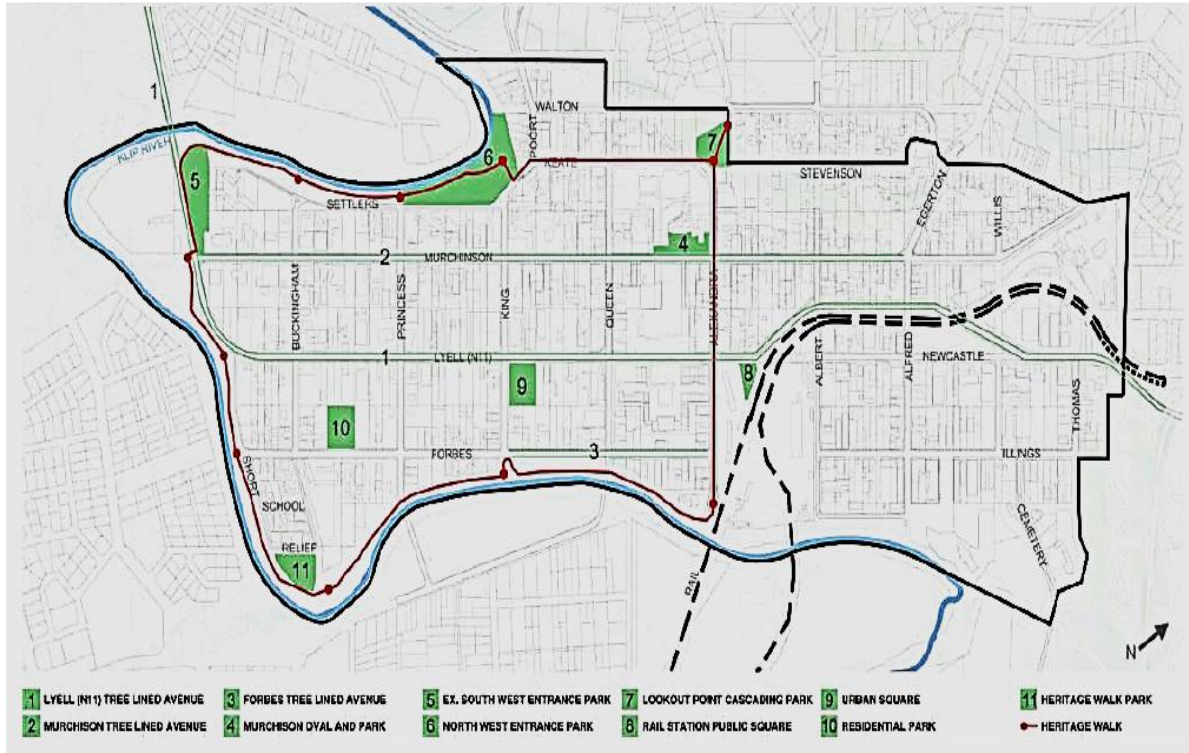 1
WALTON
POORT
KLIP RIVER
7
6
KEATE
5
STEVENSON
SETTLERS
EGERTON
WILLIS
4
2
MURCHINSON
BUCKINGHAM
PRINCESS
KING
QUEEN
ALEXANDRA
1
LYELL (N11)
8
ALBERT
ALFRED
NEWCASTLE
9
THOMAS
10
FORBES
3
ILLINGS
SHORT
SCHOOL
CEMETERY
RELIEF
11
RAIL
N
1 LYELL (N11) TREE LINED AVENUE
3 FORBES TREE LINED AVENUE
5 EX. SOUTH WEST ENTRANCE PARK
7 LOOKOUT POINT CASCADING PARK
9 URBAN SQUARE
11 HERITAGE WALK PARK
2 MURCHISON TREE LINED AVENUE
4 MURCHISON OVAL AND PARK
6 NORTH WEST ENTRANCE PARK
8 RAIL STATION PUBLIC SQUARE
10 RESIDENTIAL PARK
HERITAGE WALK